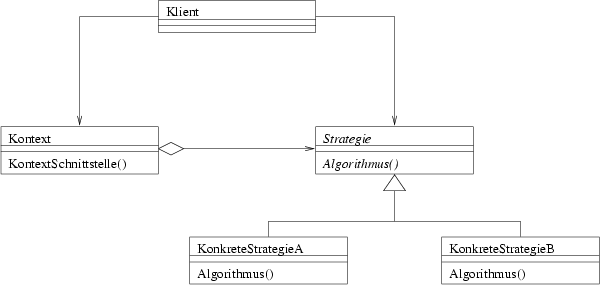 Klient
Kontext
KontextSchnittstelle()
Strategie
Algorithmus()
KonkreteStrategieA
Algorithmus()
KonkreteStrategieB
Algorithmus()